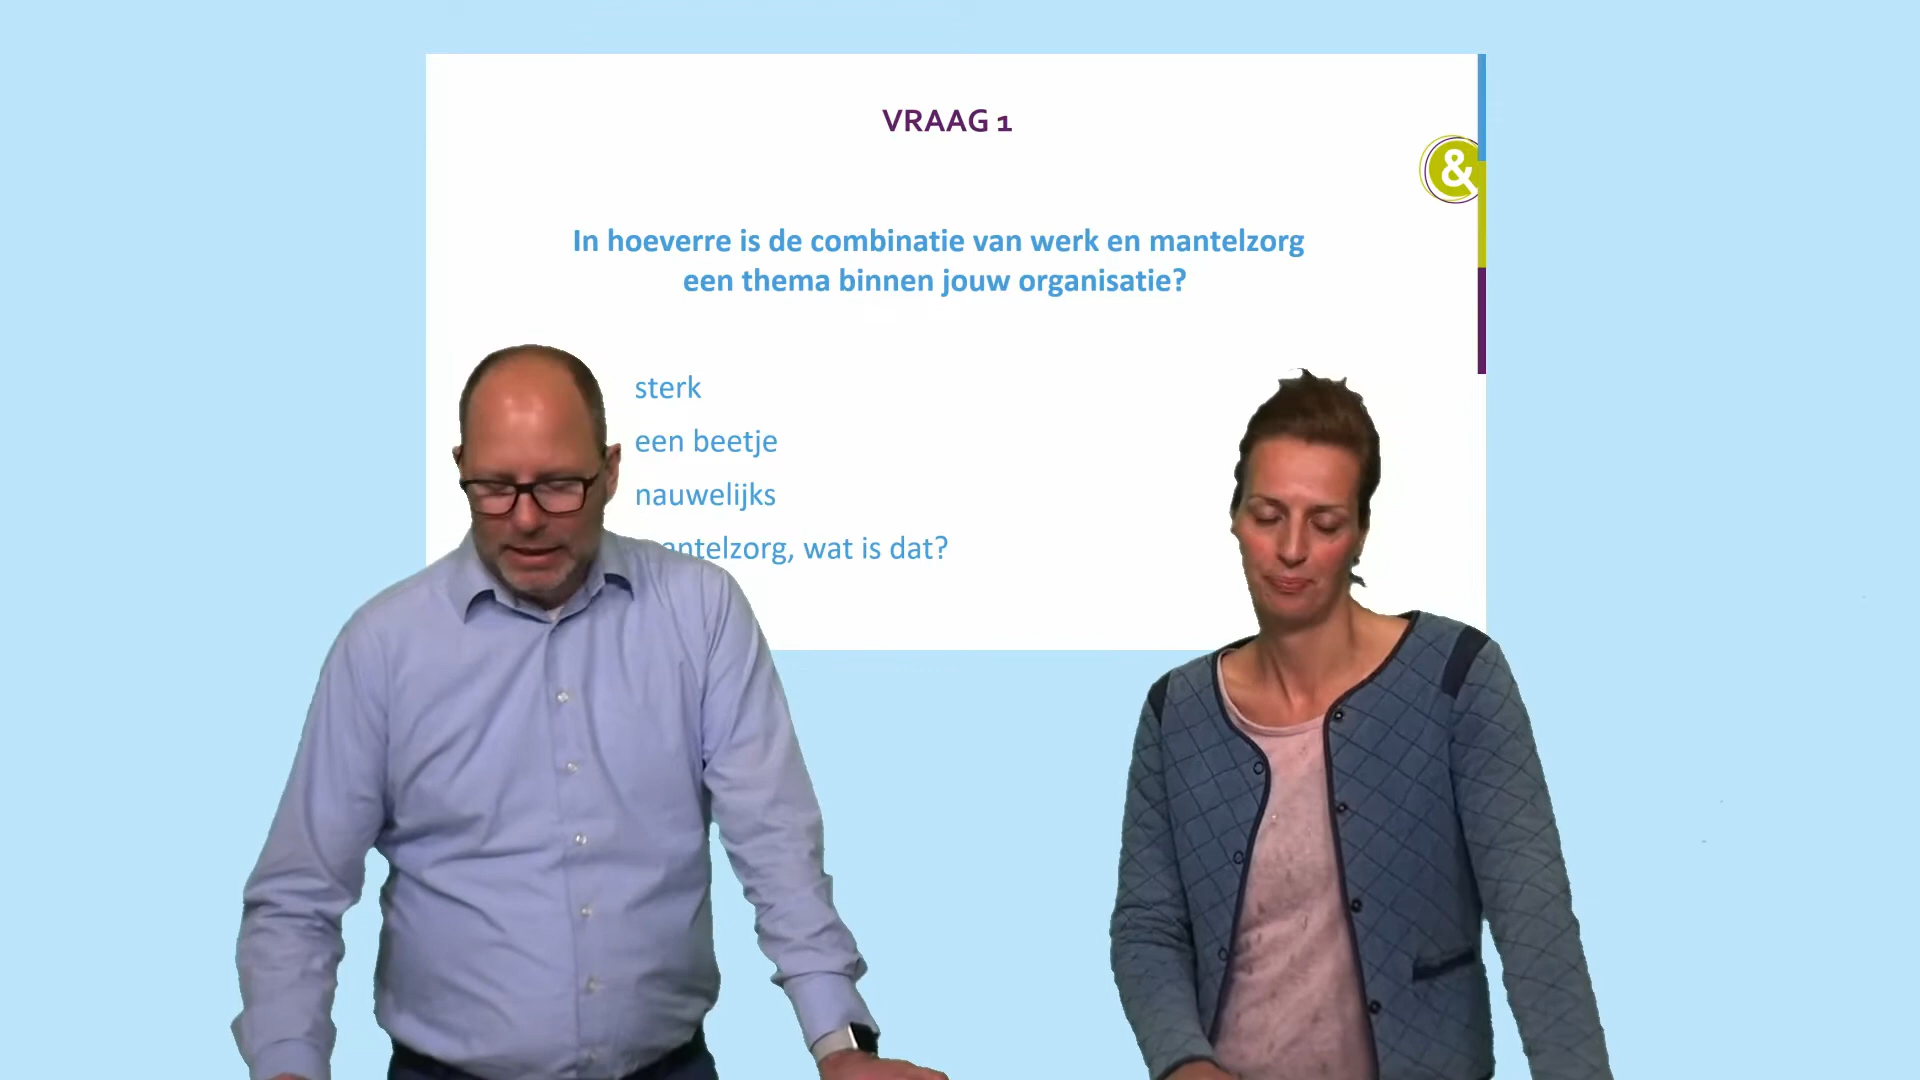 VRAAG 1
&
In hoeverre is de combinatie van werk en mantelzorg
een thema binnen jouw organisatie?
sterk
een beetje
nauwelijks
wat is dat?